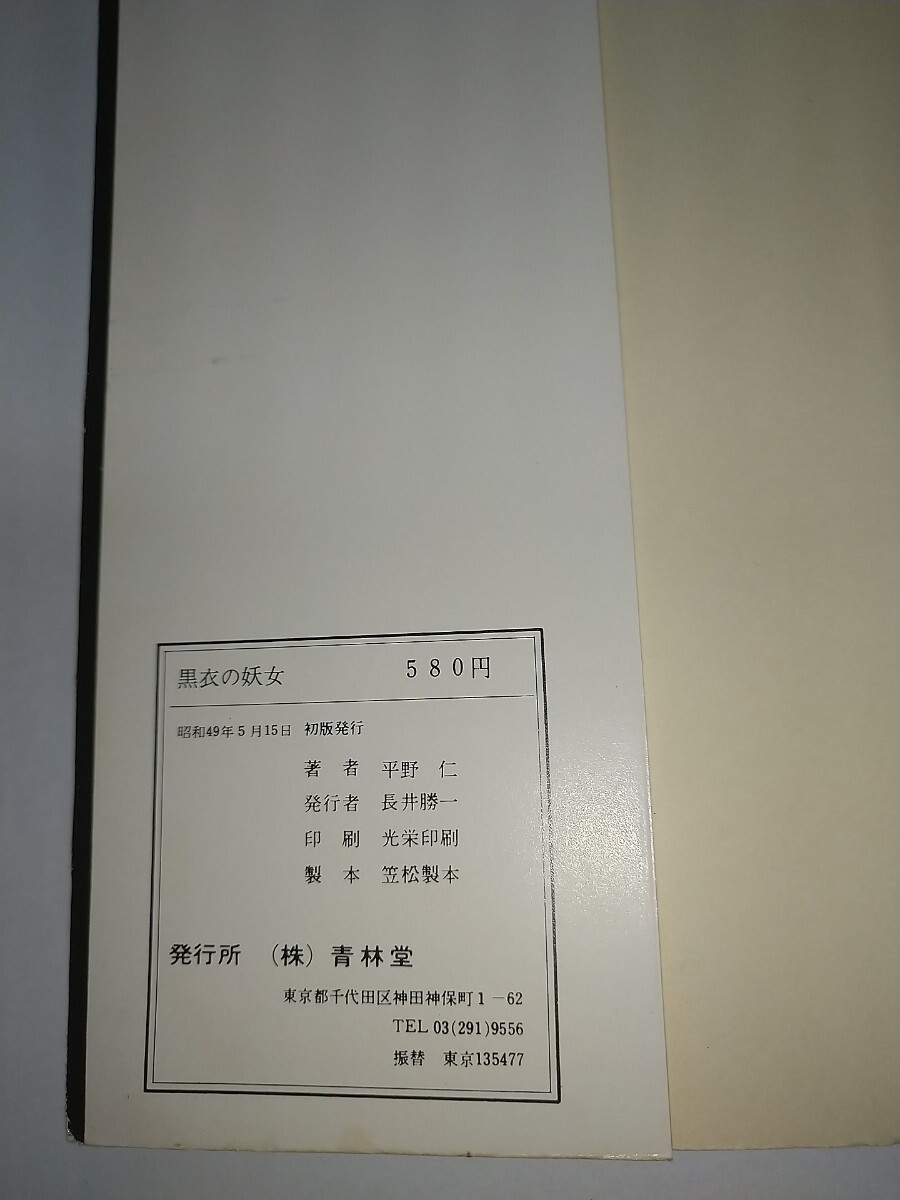 黒衣の妖女 580円
昭和49年5月15日 初版発行
著者 平野 仁
発行者 長井勝一
印刷 光栄印刷
製本 笠松製本
発行所 (株)青林堂
東京都千代田区神田神保町1-62
TEL 03(291)9556
振替 東京135477